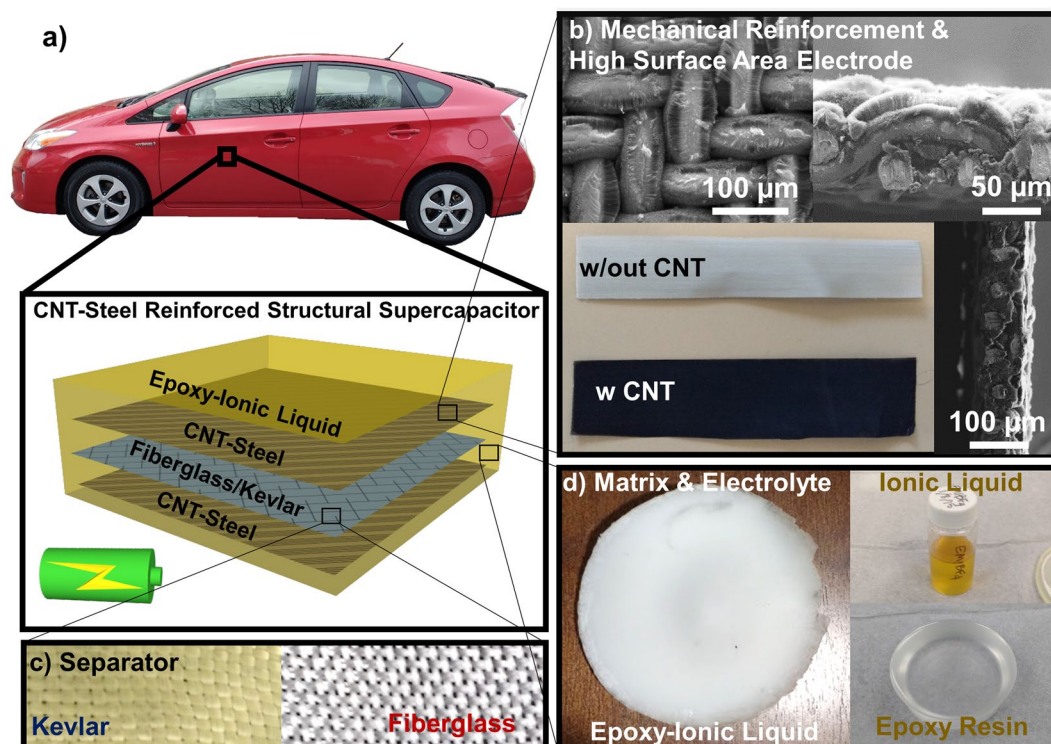 a)
CNT-Steel Reinforced Structural Supercapacitor
Epoxy-Ionic Liquid
CNT-Steel
Fiberglass/Kevlar
CNT-Steel
b) Mechanical Reinforcement &
High Surface Area Electrode
100 µm
50 µm
w/out CNT
w CNT
100 µm
c) Separator
Kevlar
Fiberglass
d) Matrix & Electrolyte
Epoxy-Ionic Liquid
Ionic Liquid
Epoxy Resin